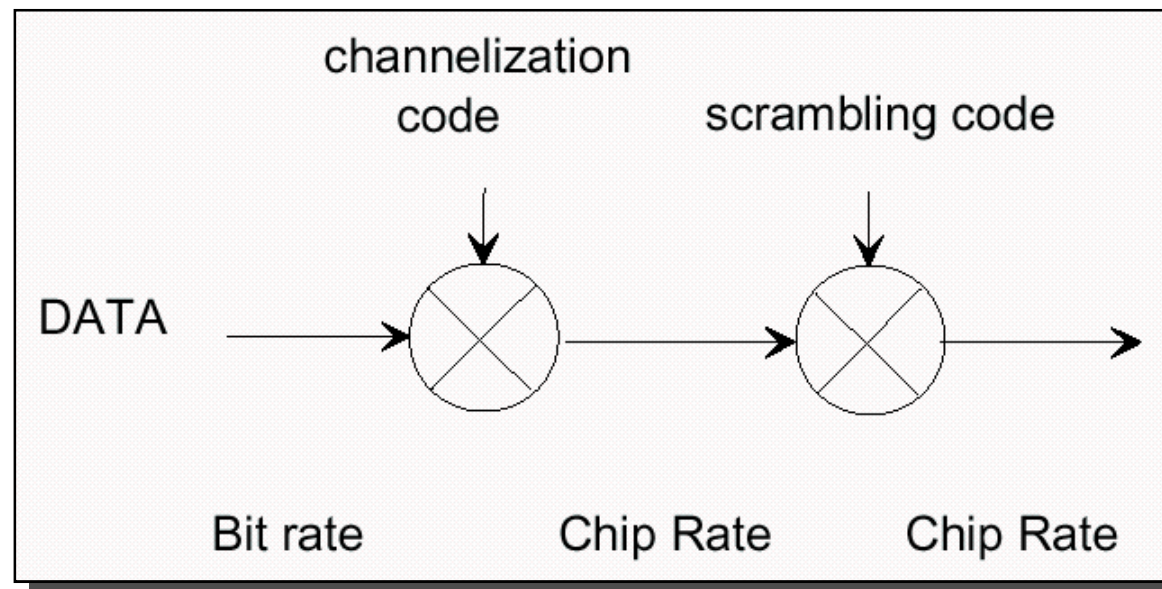 channelization
code
scrambling code
DATA
Bit rate
Chip Rate
Chip Rate